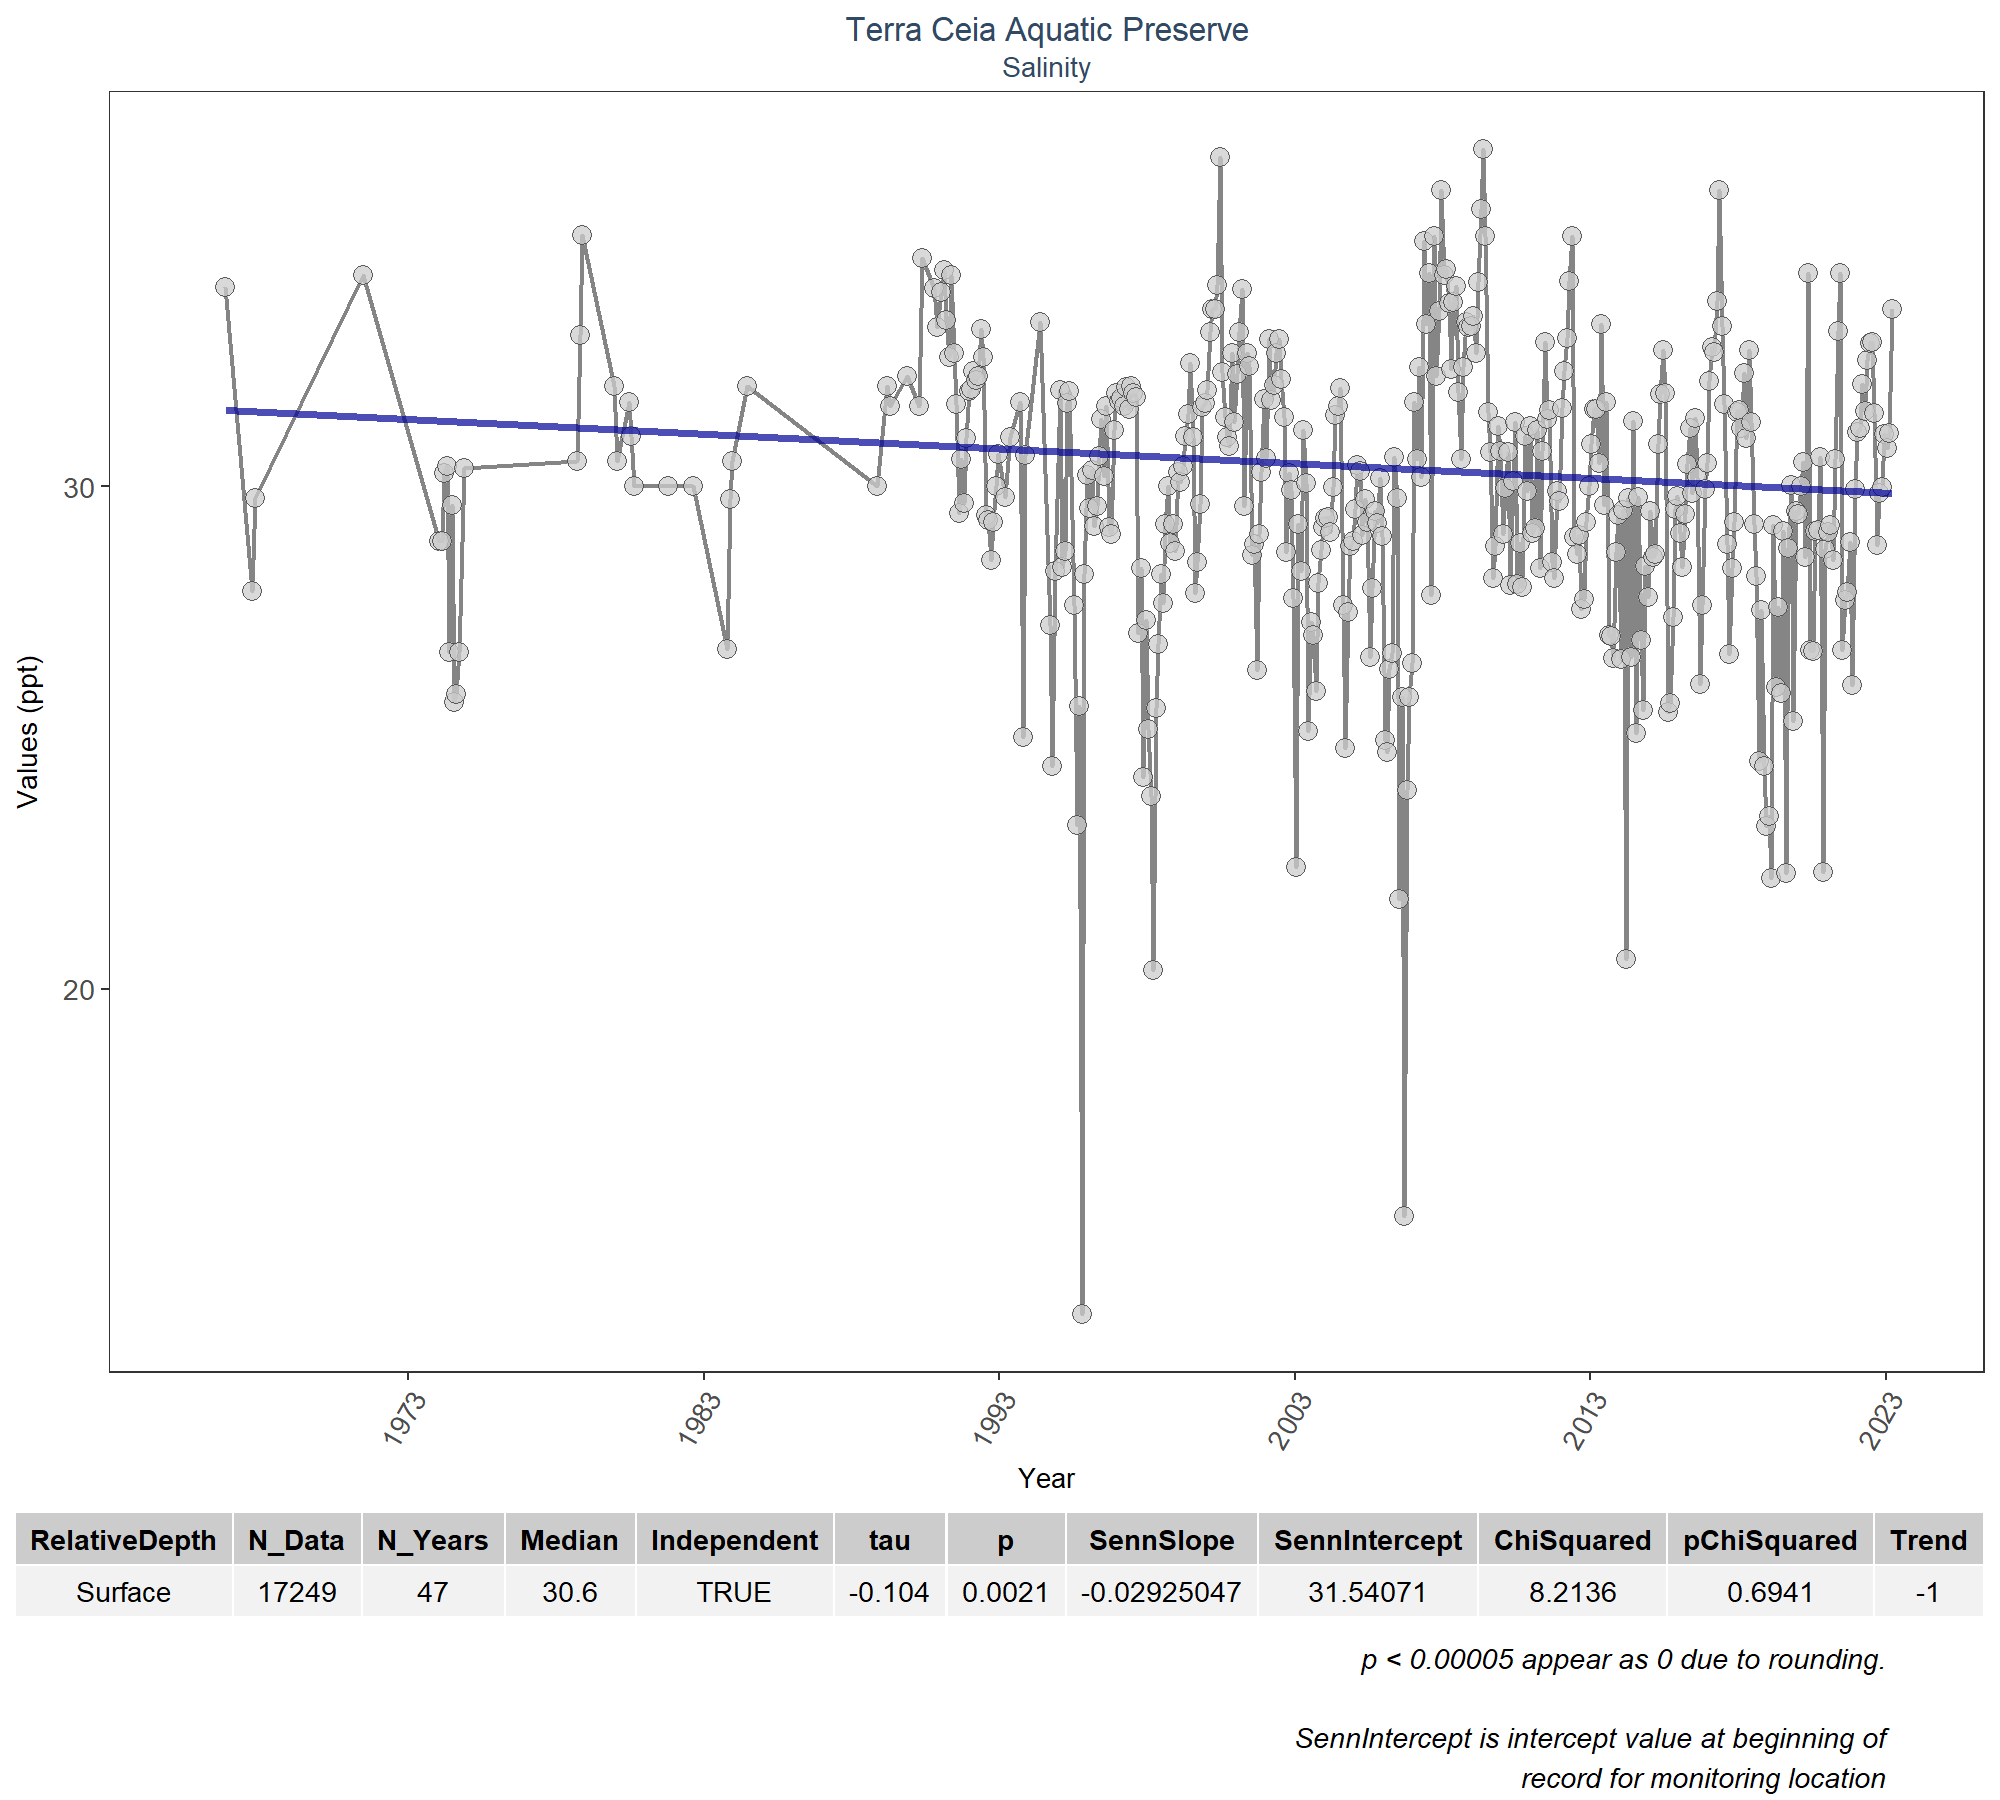 Terra Ceia Aquatic Preserve
Salinity
Values (ppt)
30
20
1973
1983
1993
2003
2013
2023
Year
RelativeDepth N_Data N_Years Median Independent tau p SennSlope SennIntercept ChiSquared pChiSquared Trend
Surface 17249 47 30.6 TRUE -0.104 0.0021 -0.02925047 31.54071 8.2136 0.6941 -1
p < 0.00005 appear as 0 due to rounding.
SennIntercept is intercept value at beginning of
record for monitoring location